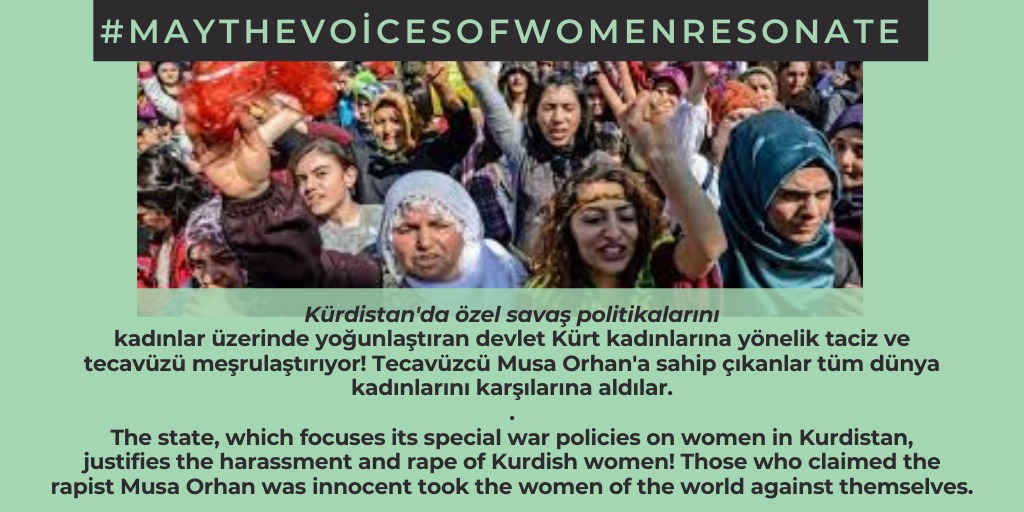 #MAYTHEVOİCESOFWOMENRESONATE
Kürdistan'da özel savaş politikalarını
kadınlar üzerinde yoğunlaştıran devlet Kürt kadınlarına yönelik taciz ve
tecavüzü meşrulaştırıyor! Tecavüzcü Musa Orhan'a sahip çıkanlar tüm dünya
kadınlarını karşılarına aldılar.
.
The state, which focuses its special war policies on women in Kurdistan,
justifies the harassment and rape of Kurdish women! Those who claimed the
rapist Musa Orhan was innocent took the women of the world against themselves.